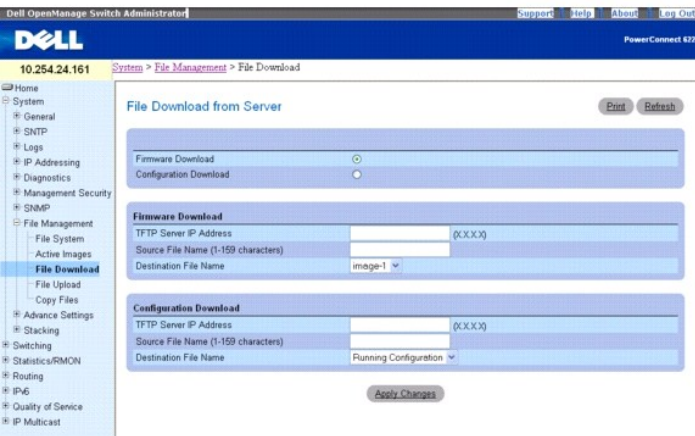 Dell OpenManage Switch Administrator
Support Help About Log Out
DELL
PowerConnect 622
10.254.24.161
System > File Management > File Download
Home
System
General
SNTP
Logs
IP Addressing
Diagnostics
Management Security
SNMP
File Management
File System
Active Images
File Download
File Upload
Copy Files
Advance Settings
Stacking
Switching
Statistics/RMON
Routing
IPv6
Quality of Service
IP Multicast
File Download from Server
Print Refresh
Firmware Download
Configuration Download
Firmware Download
TFTP Server IP Address (X.X.X.X)
Source File Name (1-159 characters)
Destination File Name image-1
Configuration Download
TFTP Server IP Address (X.X.X.X)
Source File Name (1-159 characters)
Destination File Name Running Configuration
Apply Changes